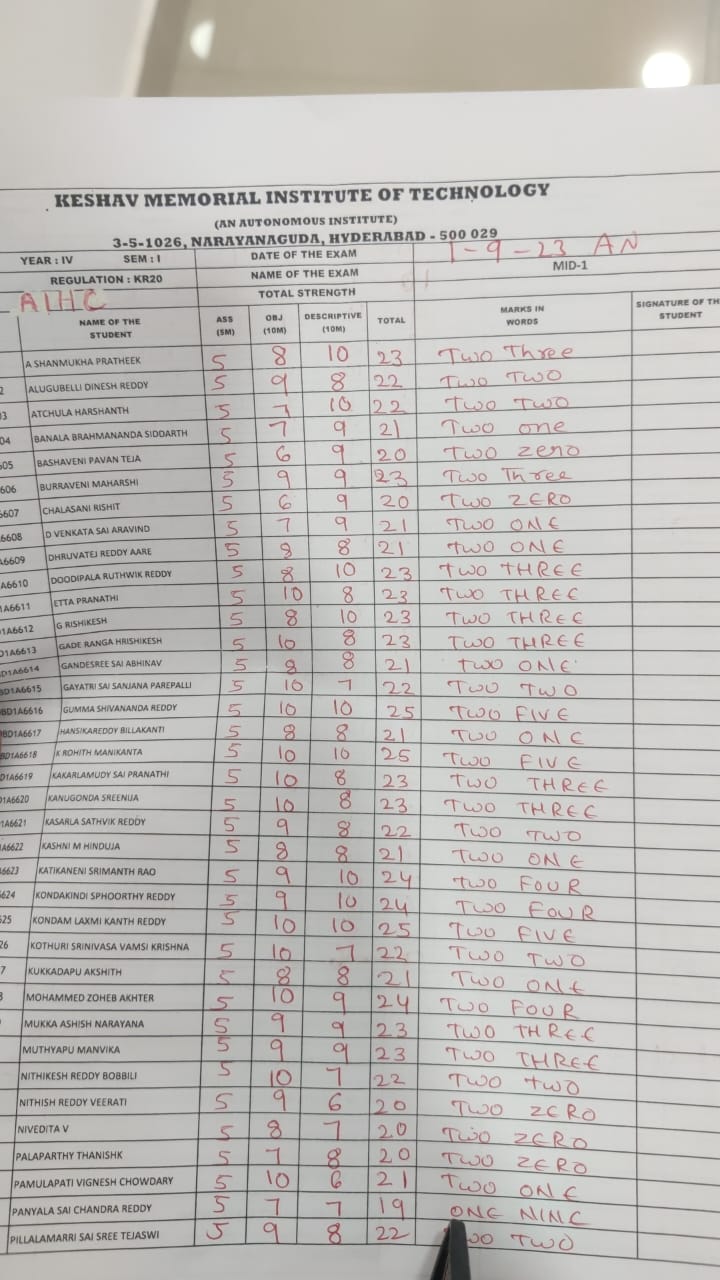 KESHAV MEMORIAL INSTITUTE OF TECHNOLOGY
(AN AUTONOMOUS INSTITUTE)
3-5-1026, NARAYANAGUDA, HYDERABAD - 500 029
YEAR : IV SEM : I DATE OF THE EXAM 1-9-23 AN
REGULATION : KR20 NAME OF THE EXAM MID-1
AIHC TOTAL STRENGTH
NAME OF THE STUDENT ASS (5M) OBJ (10M) DESCRIPTIVE (10M) TOTAL MARKS IN WORDS SIGNATURE OF TH STUDENT
A SHANMUKHA PRATHEEK 5 8 10 23 Two Three
2 ALUGUBELLI DINESH REDDY 5 9 8 22 Two Two
03 ATCHULA HARSHANTH 5 7 10 22 Two Two
04 BANALA BRAHMANANDA SIDDARTH 5 7 9 21 Two one
605 BASHAVENI PAVAN TEJA 5 6 9 20 Two zero
606 BURRAVENI MAHARSHI 5 9 9 23 Two Three
6607 CHALASANI RISHIT 5 6 9 20 Two ZERO
6608 D VENKATA SAI ARAVIND 5 7 9 21 TWO ONE
A6609 DHRUVATEJ REDDY AARE 5 8 8 21 TWO ONE
A6610 DOODIPALA RUTHWIK REDDY 5 8 10 23 TWO THREE
1A6611 ETTA PRANATHI 5 10 8 23 TWO THREE
1A6612 G RISHIKESH 5 8 10 23 TWO THREE
D1A6613 GADE RANGA HRISHIKESH 5 10 8 23 TWO THREE
D1A6614 GANDESREE SAI ABHINAV 5 8 8 21 TWO ONE
BD1A6615 GAYATRI SAI SANJANA PAREPALLI 5 10 7 22 TWO TWO
BD1A6616 GUMMA SHIVANANDA REDDY 5 10 10 25 TWO FIVE
BD1A6617 HANSIKAREDDY BILLAKANTI 5 8 8 21 TWO ONE
BD1A6618 K ROHITH MANIKANTA 5 10 10 25 TWO FIVE
D1A6619 KAKARLAMUDY SAI PRANATHI 5 10 8 23 TWO THREE
D1A6620 KANUGONDA SREENIJA 5 10 8 23 TWO THREE
1A6621 KASARLA SATHVIK REDDY 5 9 8 22 TWO TWO
A6622 KASHNI M HINDUJA 5 8 8 21 TWO ONE
6623 KATIKANENI SRIMANTH RAO 5 9 10 24 TWO FOUR
624 KONDAKINDI SPHOORTHY REDDY 5 9 10 24 TWO FOUR
625 KONDAM LAXMI KANTH REDDY 5 10 10 25 TWO FIVE
26 KOTHURI SRINIVASA VAMSI KRISHNA 5 10 7 22 TWO TWO
7 KUKKADAPU AKSHITH 5 8 8 21 TWO ONE
MOHAMMED ZOHEB AKHTER 5 10 9 24 TWO FOUR
MUKKA ASHISH NARAYANA 5 9 9 23 TWO THREE
MUTHYAPU MANVIKA 5 9 9 23 TWO THREE
NITHIKESH REDDY BOBBILI 5 10 7 22 TWO TWO
NITHISH REDDY VEERATI 5 9 6 20 TWO ZERO
NIVEDITA V 5 8 7 20 TWO ZERO
PALAPARTHY THANISHK 5 7 8 20 TWO ZERO
PAMULAPATI VIGNESH CHOWDARY 5 10 6 21 TWO ONE
PANYALA SAI CHANDRA REDDY 5 7 7 19 ONE NINE
PILLALAMARRI SAI SREE TEJASWI 5 9 8 22 TWO TWO